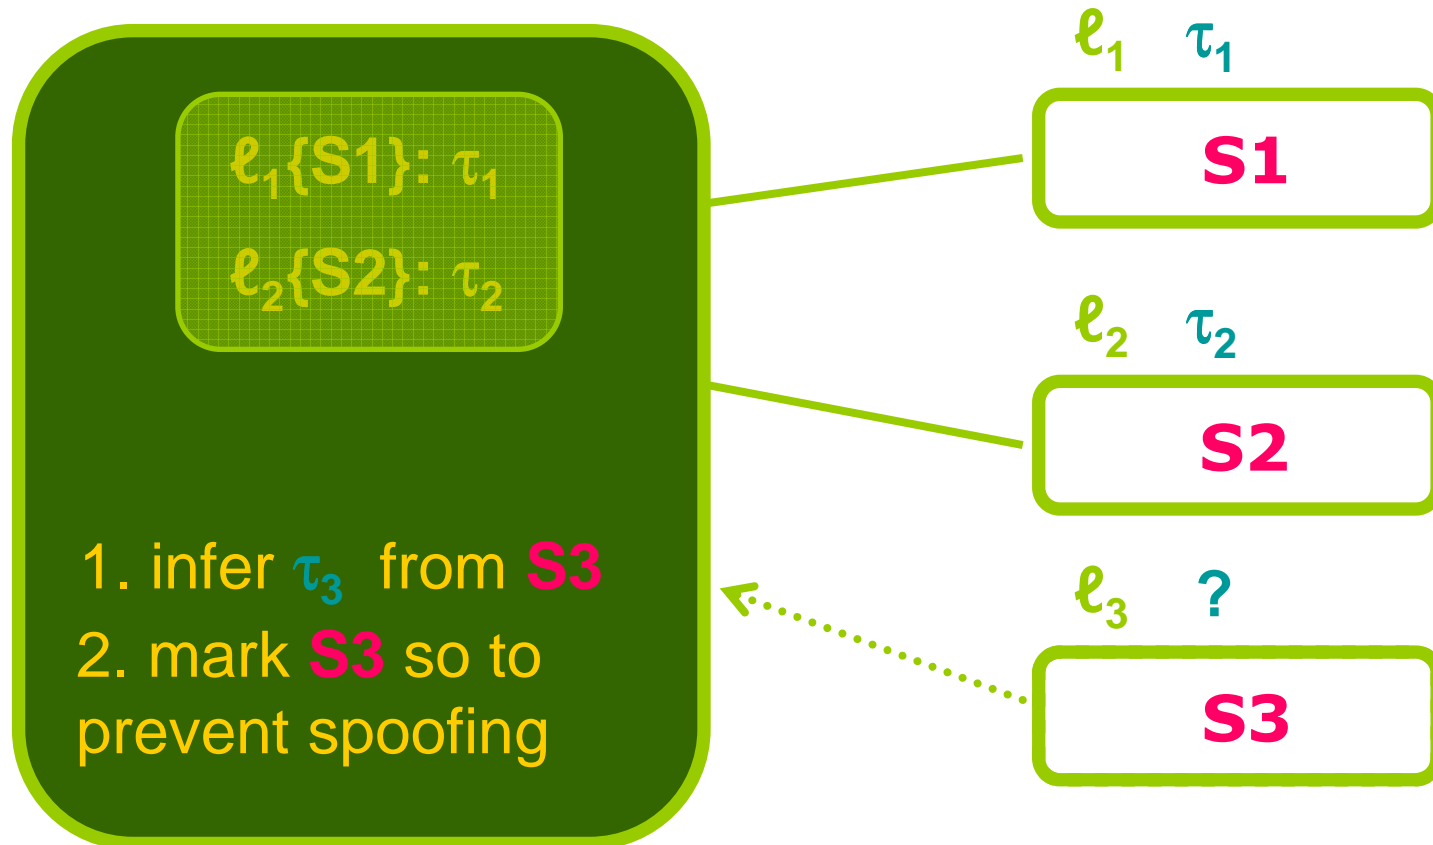 ℓ₁{S1}: τ₁
ℓ₂{S2}: τ₂
1. infer τ₃ from S3
2. mark S3 so to
prevent spoofing
ℓ₁ τ₁
S1
ℓ₂ τ₂
S2
ℓ₃ ?
S3